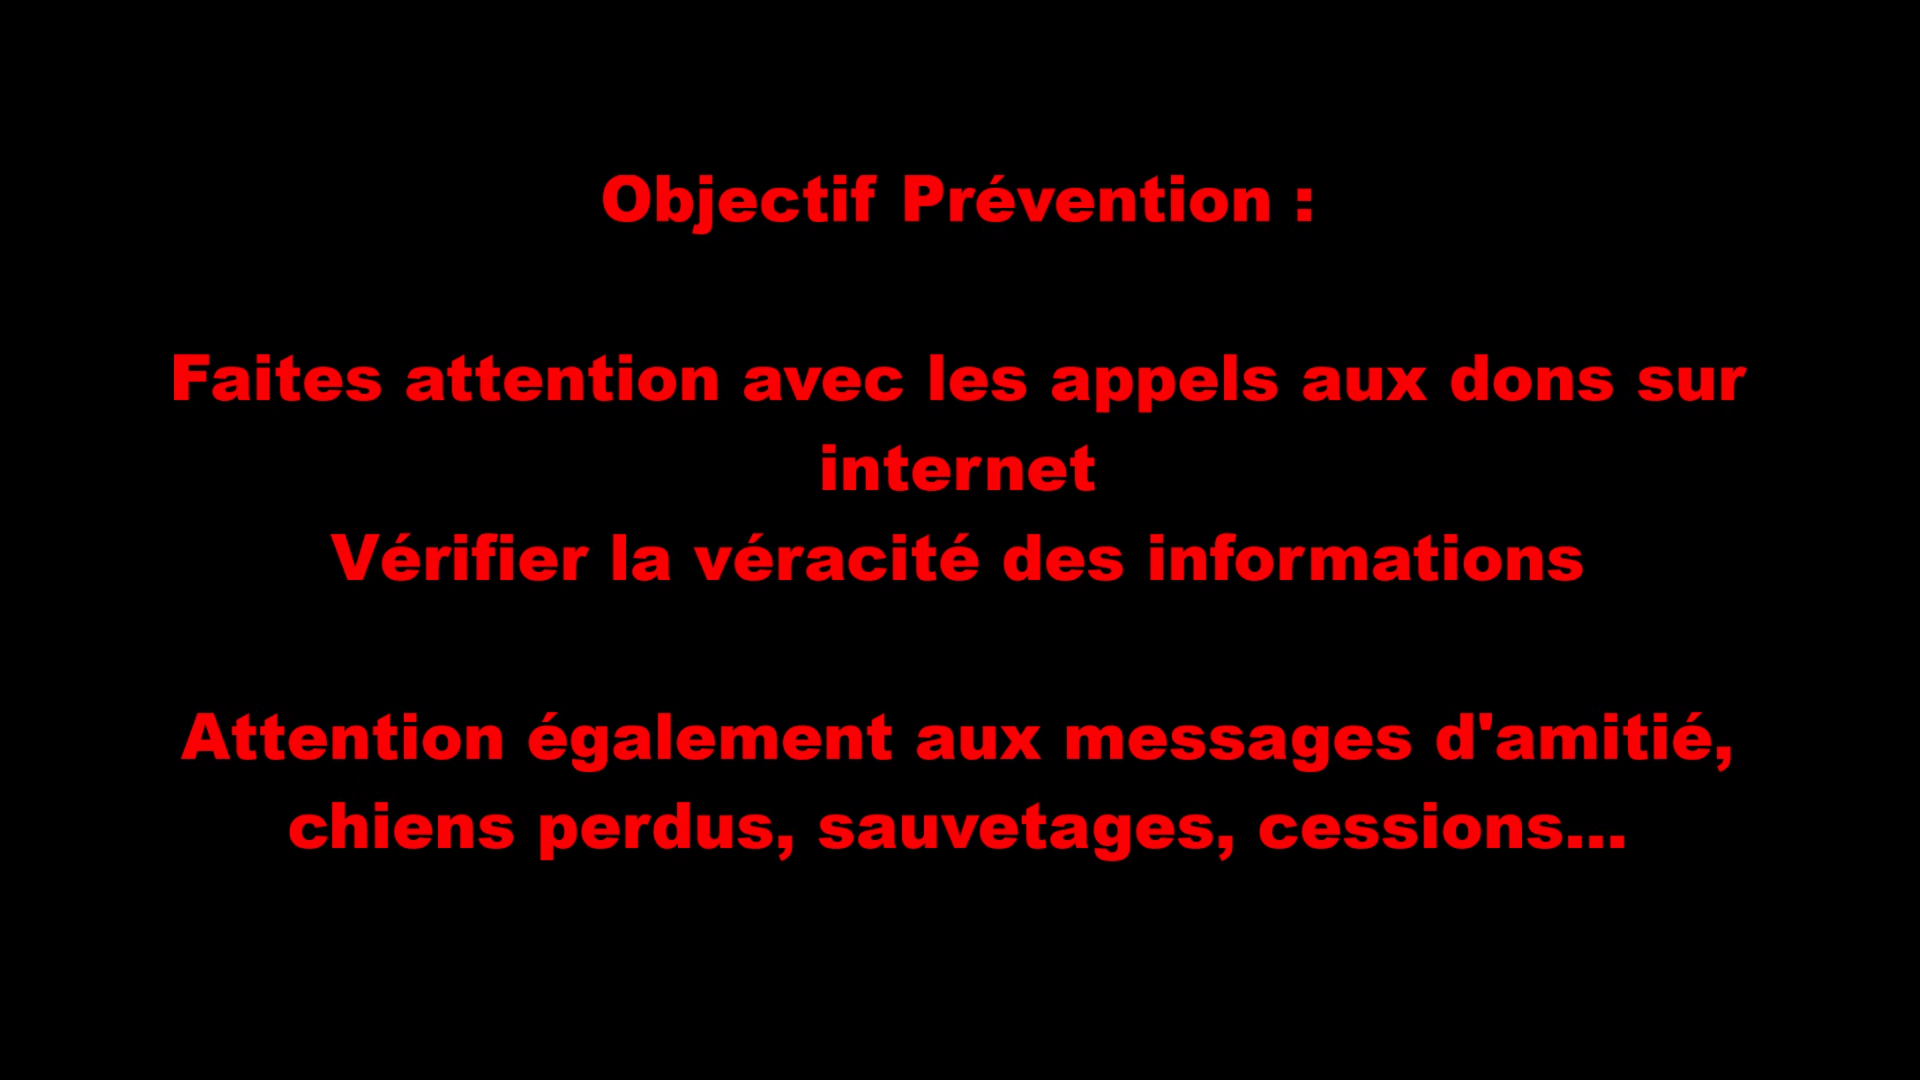 Objectif Prévention :
Faites attention avec les appels aux dons sur
internet
Vérifier la véracité des informations
Attention également aux messages d'amitié,
chiens perdus, sauvetages, cessions...